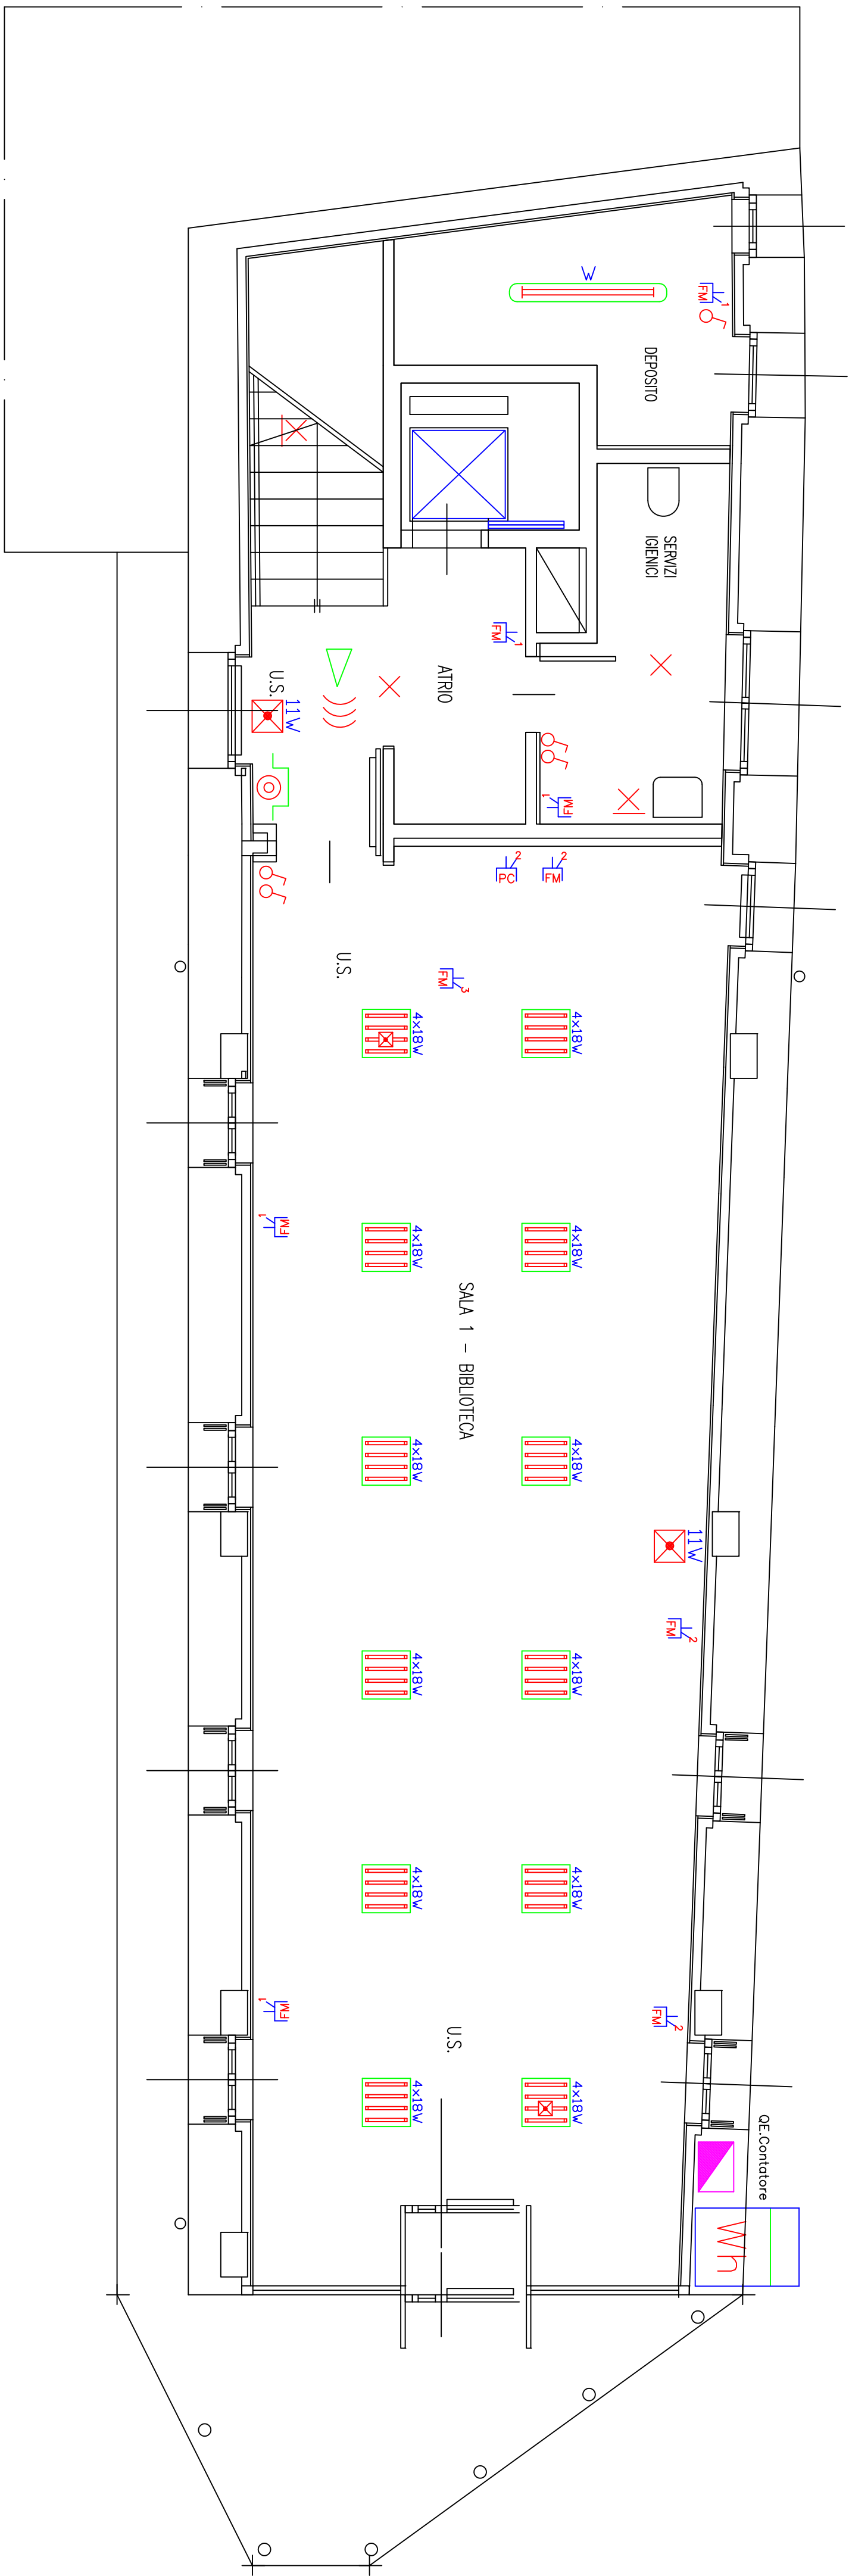 W
FM 1
DEPOSITO
SERVIZI
IGIENICI
FM 1
ATRIO
U.S.
11W
FM 1
PC 2
FM 2
U.S.
FM 3
4x18W
4x18W
FM 1
4x18W
4x18W
SALA 1 - BIBLIOTECA
4x18W
4x18W
11W
FM 2
4x18W
4x18W
4x18W
4x18W
FM 1
FM 2
U.S.
4x18W
4x18W
QE.Contatore
Wh